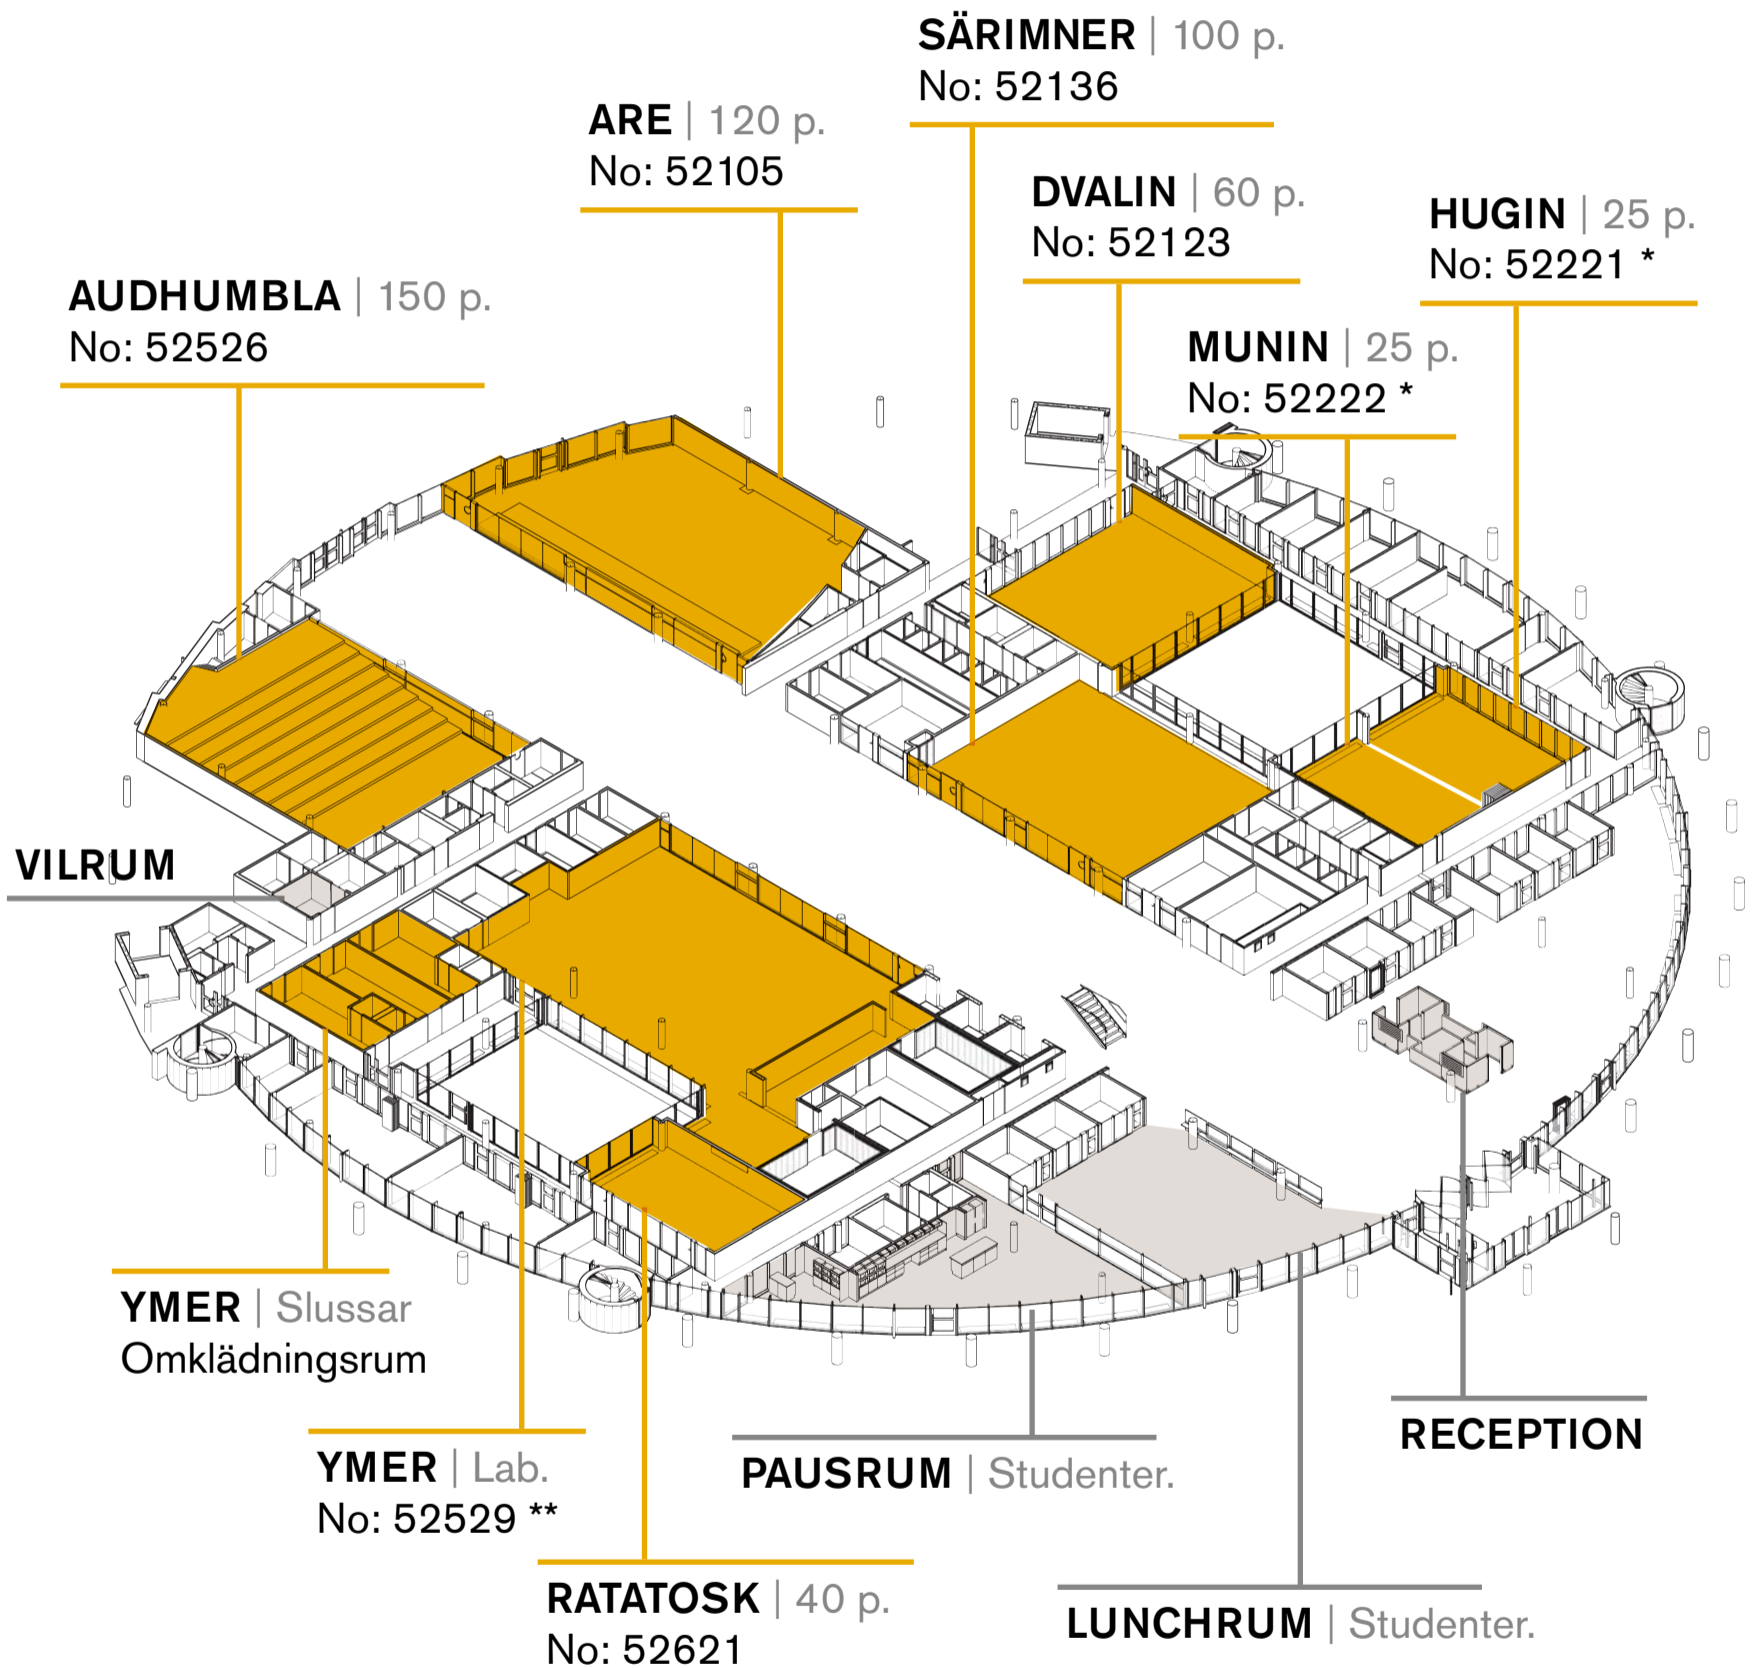 SÄRIMNER | 100 p.
No: 52136
ARE | 120 p.
No: 52105
DVALIN | 60 p.
No: 52123
HUGIN | 25 p.
No: 52221 *
AUDHUMBLA | 150 p.
No: 52526
MUNIN | 25 p.
No: 52222 *
VILRUM
YMER | Slussar
Omklädningsrum
YMER | Lab.
No: 52529 **
PAUSRUM | Studenter.
RECEPTION
RATATOSK | 40 p.
No: 52621
LUNCHRUM | Studenter.